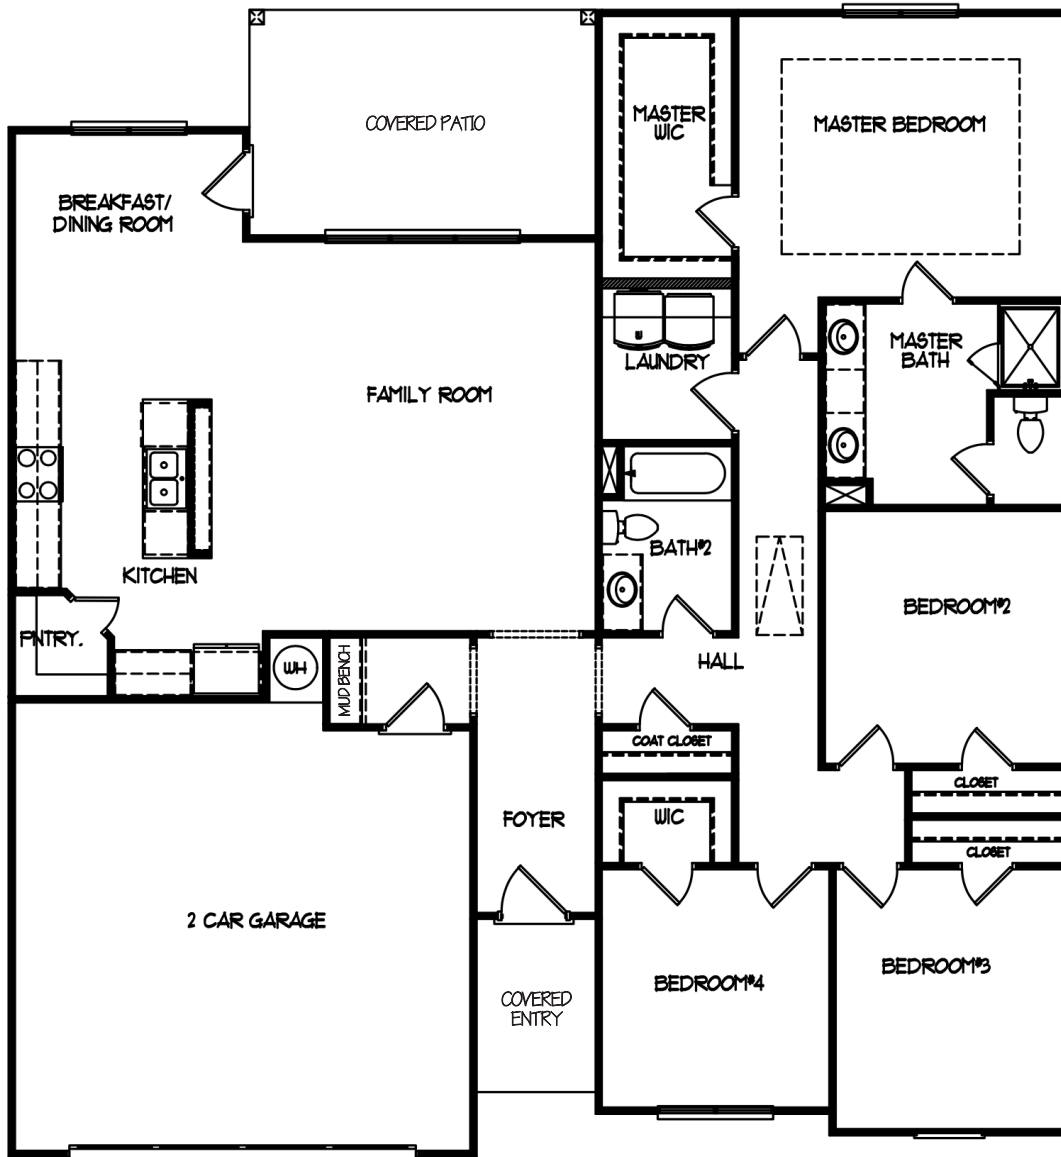 COVERED PATIO
MASTER
WIC
MASTER BEDROOM
BREAKFAST/
DINING ROOM
W
LAUNDRY
MASTER
BATH
FAMILY ROOM
KITCHEN
BATH#2
BEDROOM#2
PNTRY.
WH
MUD BENCH
HALL
COAT CLOSET
CLOSET
WIC
FOYER
CLOSET
2 CAR GARAGE
BEDROOM#3
BEDROOM#4
COVERED
ENTRY